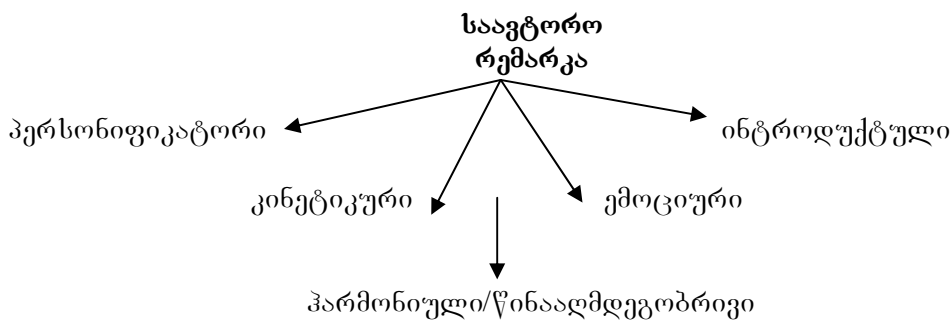 საავტორო
რემარკა
პერსონიფიკატორი
ინტროდუქტული
კინეტიკური
ემოციური
ჰარმონიული/წინააღმდეგობრივი